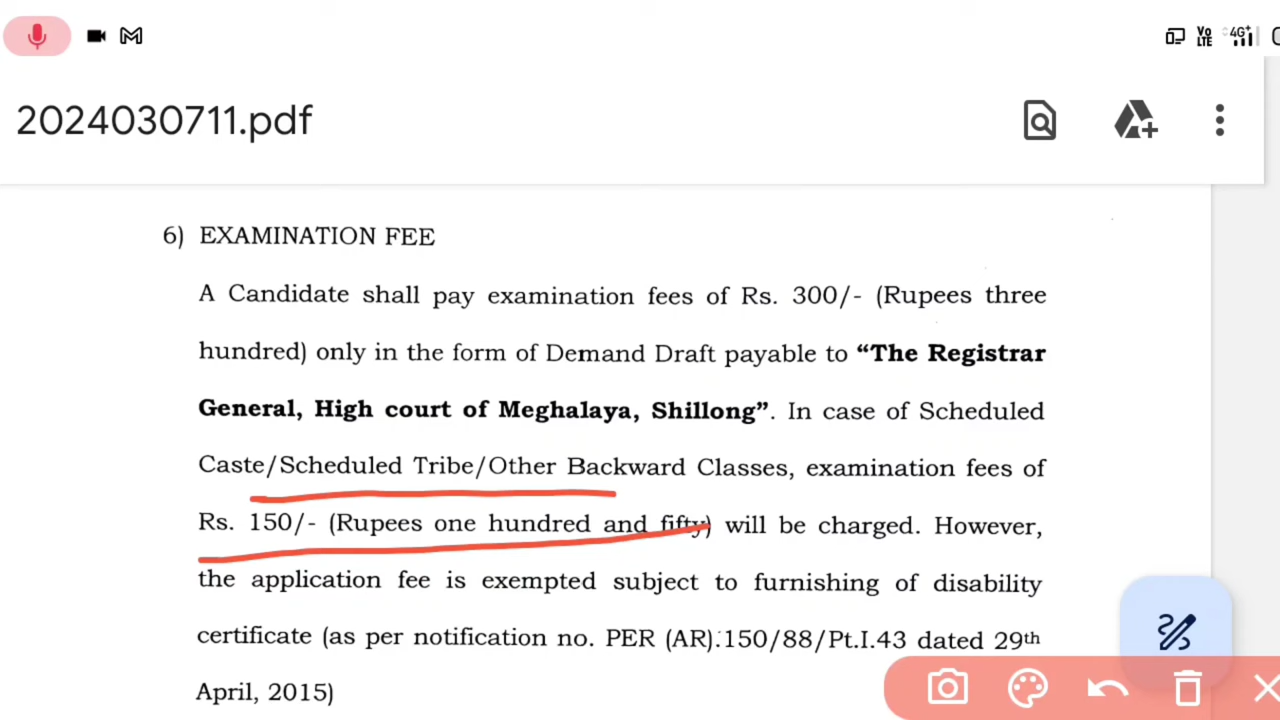 Vo
LTE
4G+
2024030711.pdf
6) EXAMINATION FEE
A Candidate shall pay examination fees of Rs. 300/- (Rupees three
hundred) only in the form of Demand Draft payable to “The Registrar
General, High court of Meghalaya, Shillong”. In case of Scheduled
Caste/Scheduled Tribe/Other Backward Classes, examination fees of
Rs. 150/- (Rupees one hundred and fifty) will be charged. However,
the application fee is exempted subject to furnishing of disability
certificate (as per notification no. PER (AR).150/88/Pt.I.43 dated 29th
April, 2015)